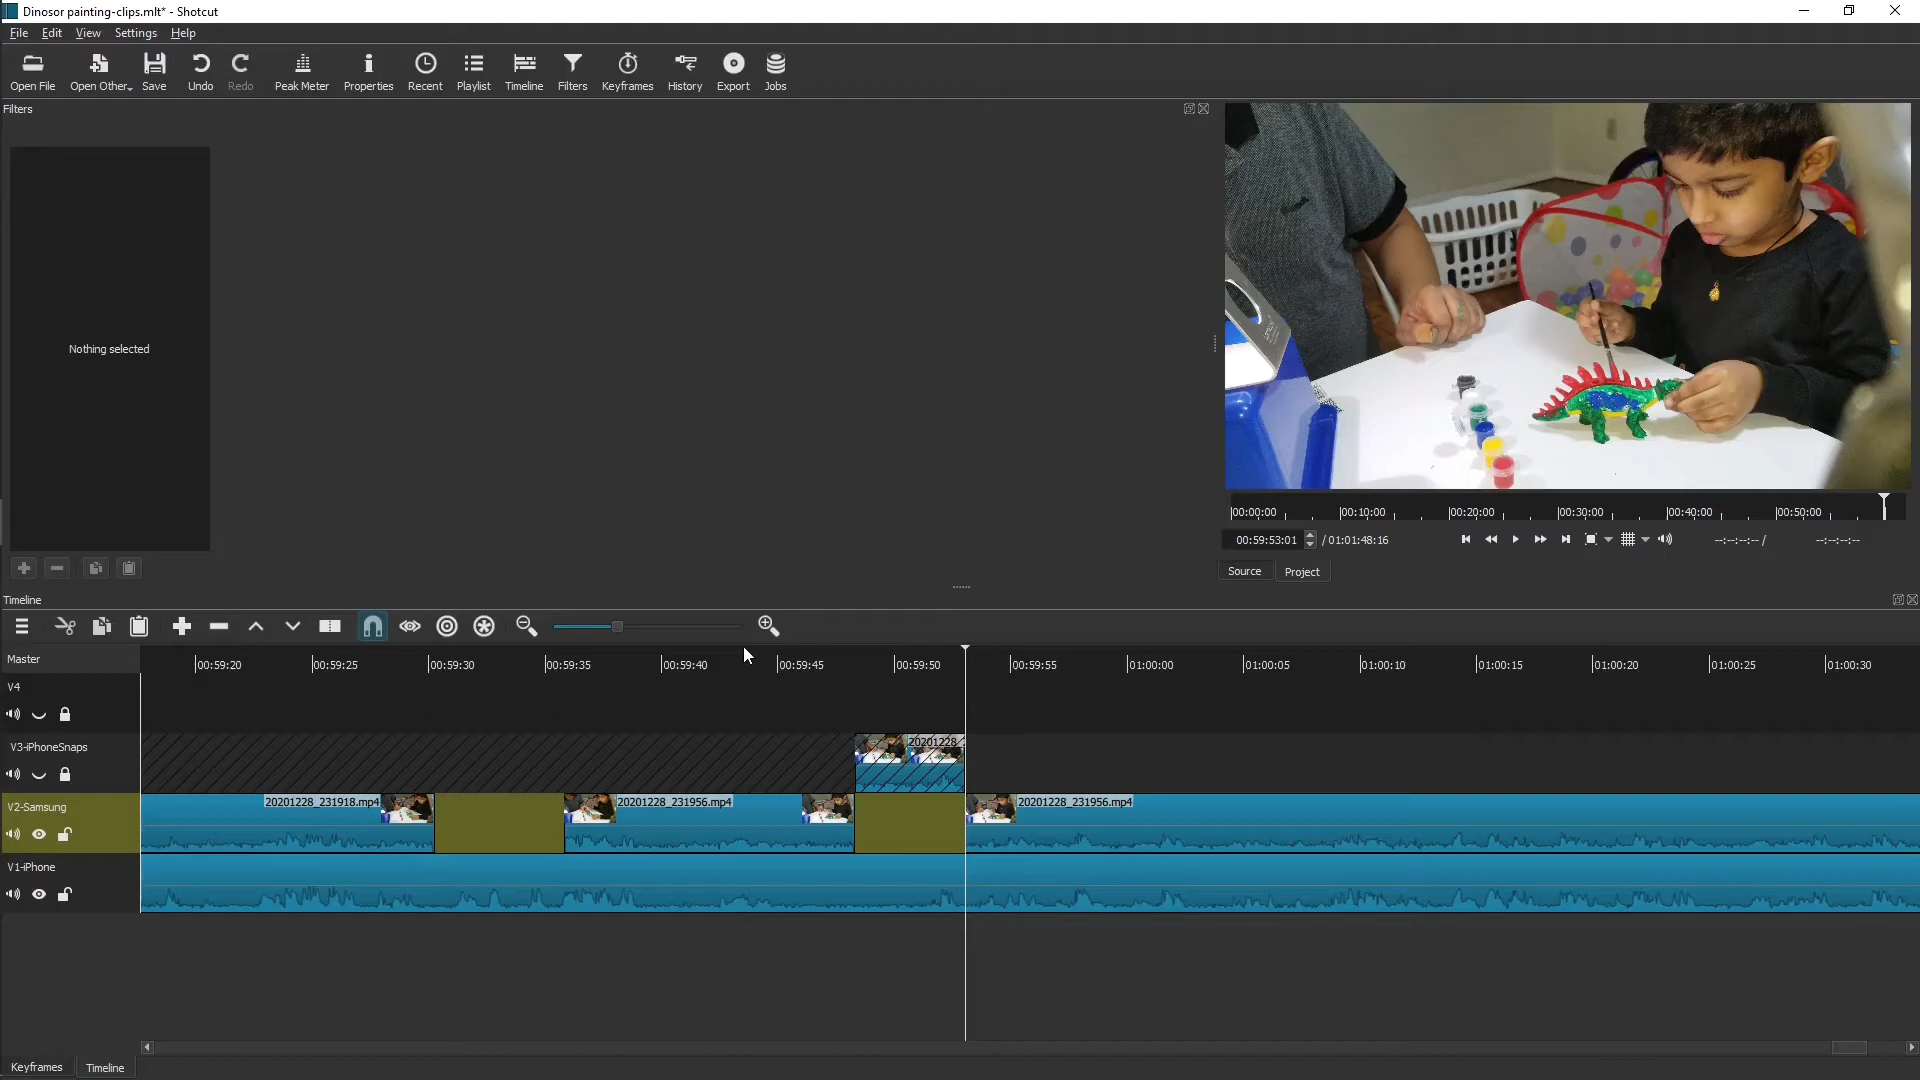 Dinosor painting-clips.mlt* - Shotcut
File Edit View Settings Help
Open File Open Other.. Save Undo Redo Peak Meter Properties Recent Playlist Timeline Filters Keyframes History Export Jobs
Filters
Nothing selected
00:00:00 00:10:00 00:20:00 00:30:00 00:40:00 00:50:00
00:59:53:01 / 01:01:48:16 --:--:--:-- / --:--:--:--
Source Project
Timeline
Master 00:59:20 00:59:25 00:59:30 00:59:35 00:59:40 00:59:45 00:59:50 00:59:55 01:00:00 01:00:05 01:00:10 01:00:15 01:00:20 01:00:25 01:00:30
V4
V3-iPhoneSnaps 20201228_
V2-Samsung 20201228_231918.mp4 20201228_231956.mp4 20201228_231956.mp4
V1-iPhone
Keyframes Timeline